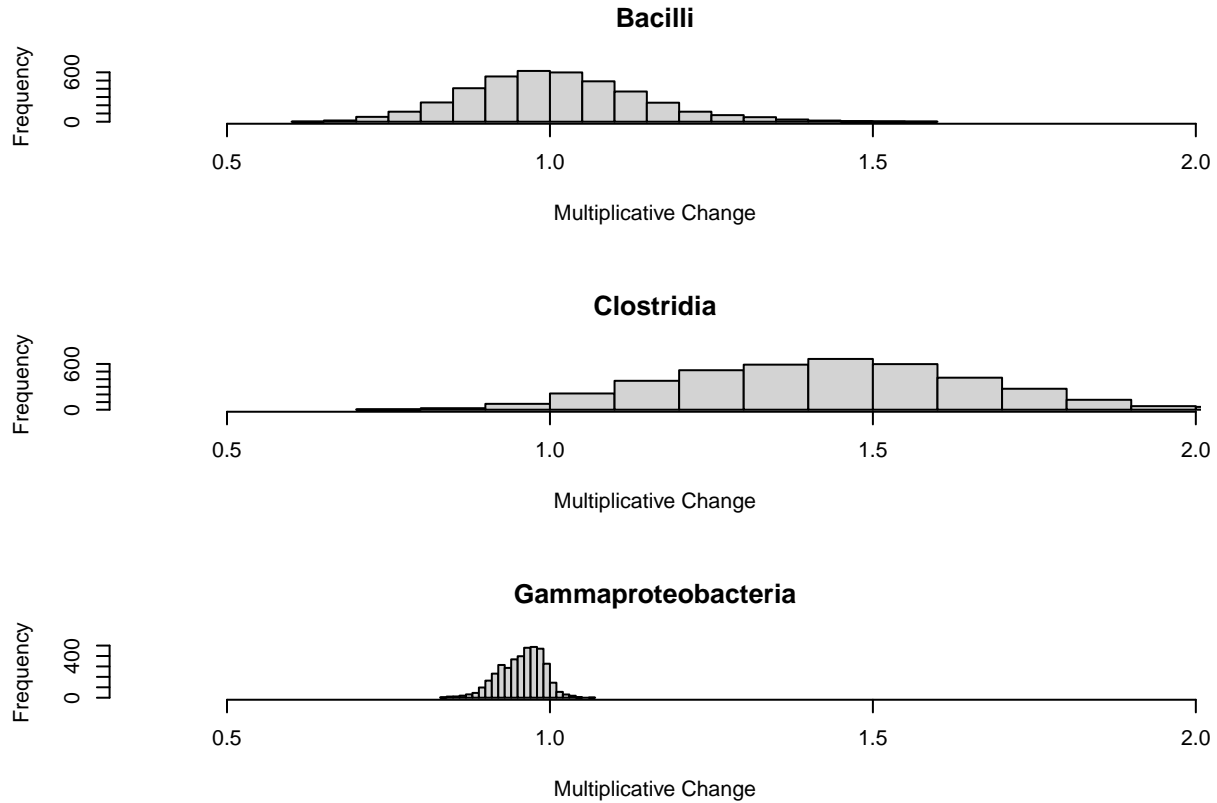 Bacilli
Frequency
600
0
0.5 1.0 1.5 2.0
Multiplicative Change
Clostridia
Frequency
600
0
0.5 1.0 1.5 2.0
Multiplicative Change
Gammaproteobacteria
Frequency
400
0
0.5 1.0 1.5 2.0
Multiplicative Change